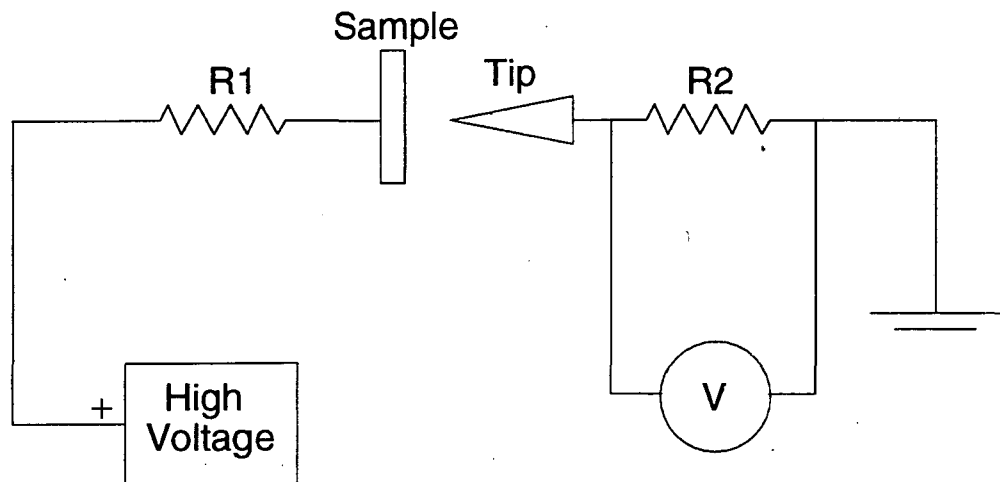 Sample
R1
Tip
R2
+
High
Voltage
V